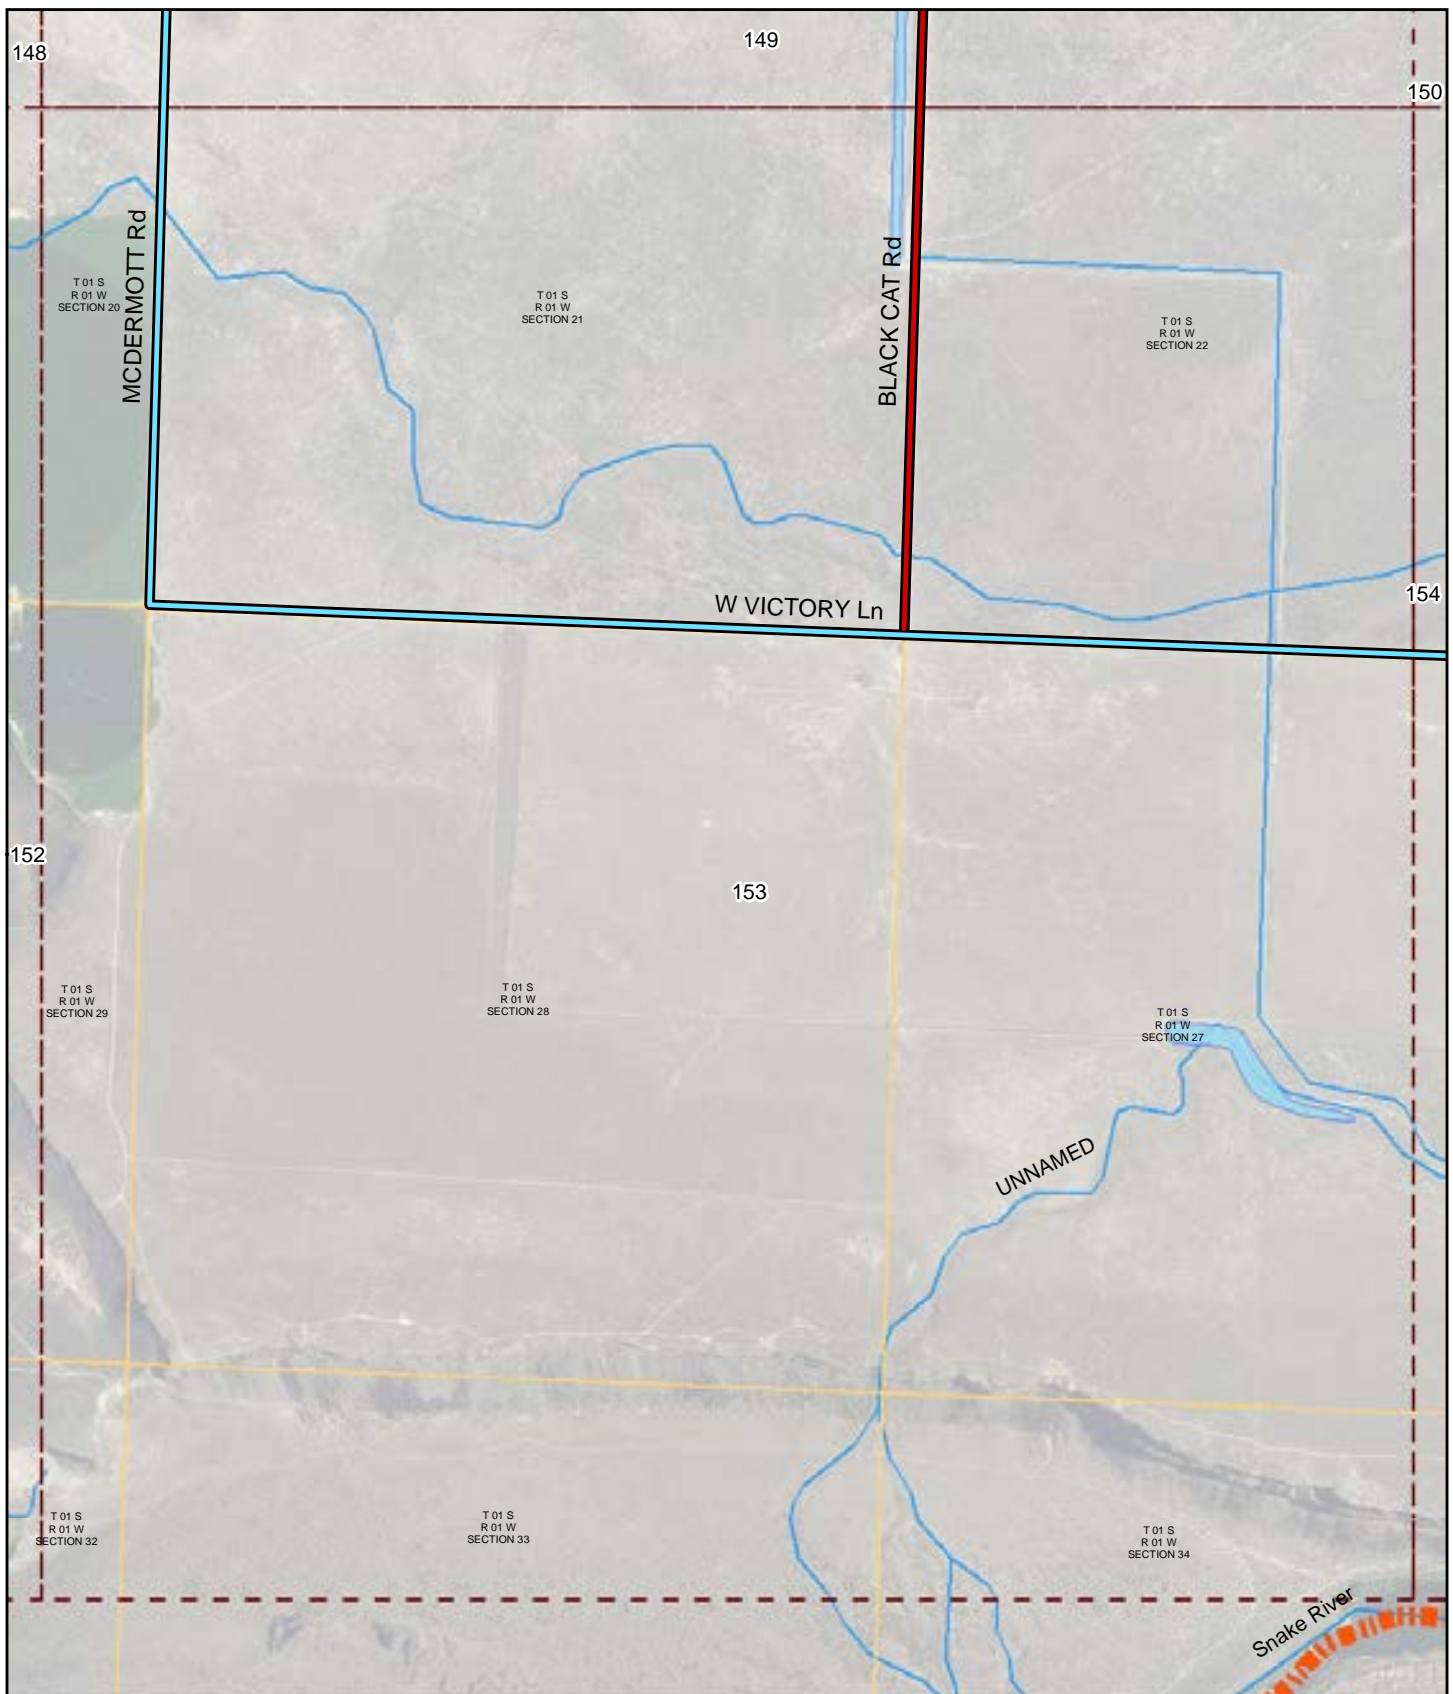 148
149
150
MCDERMOTT Rd
BLACK CAT Rd
T 01 S
R 01 W
SECTION 20
T 01 S
R 01 W
SECTION 21
T 01 S
R 01 W
SECTION 22
W VICTORY Ln
154
152
153
T 01 S
R 01 W
SECTION 29
T 01 S
R 01 W
SECTION 28
T 01 S
R 01 W
SECTION 27
UNNAMED
T 01 S
R 01 W
SECTION 32
T 01 S
R 01 W
SECTION 33
T 01 S
R 01 W
SECTION 34
Snake River